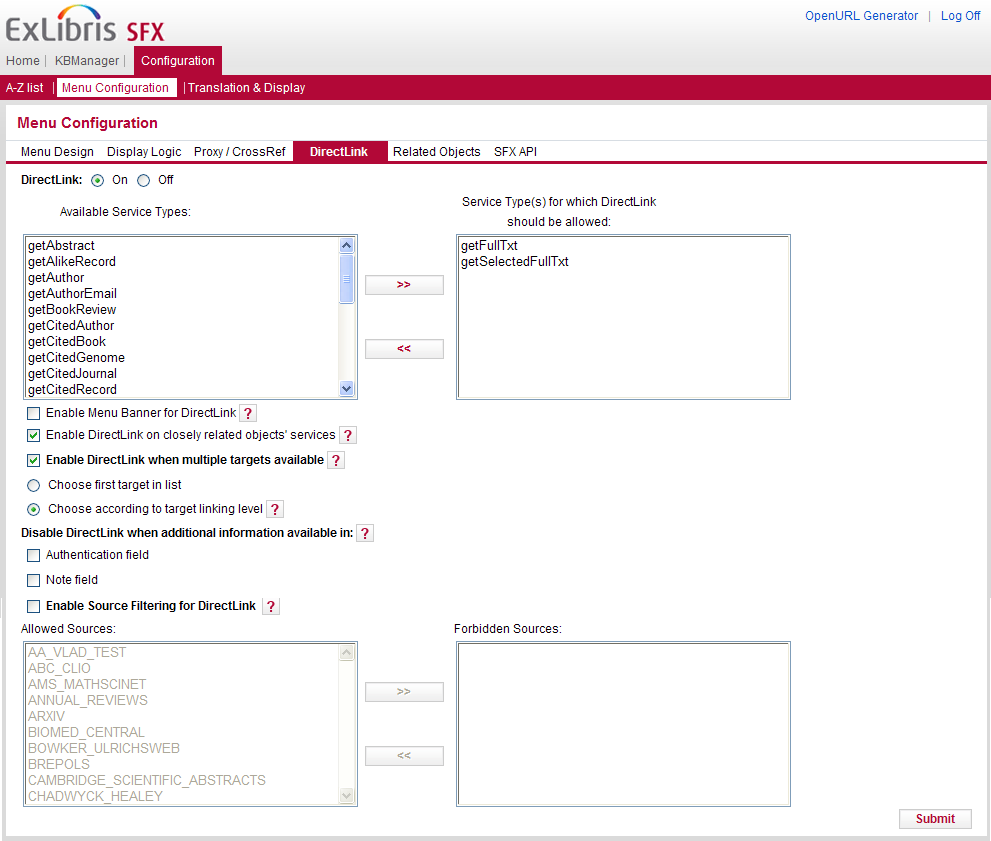 ExLibris SFX
OpenURL Generator | Log Off
Home | KBManager | Configuration
A-Z list | Menu Configuration | Translation & Display
Menu Configuration
Menu Design Display Logic Proxy / CrossRef DirectLink Related Objects SFX API
DirectLink: On Off
Available Service Types:
Service Type(s) for which DirectLink
should be allowed:
getAbstract
getAlikeRecord
getAuthor
getAuthorEmail
getBookReview
getCitedAuthor
getCitedBook
getCitedGenome
getCitedJournal
getCitedRecord
>>
<<
getFullTxt
getSelectedFullTxt
Enable Menu Banner for DirectLink ?
Enable DirectLink on closely related objects' services ?
Enable DirectLink when multiple targets available ?
Choose first target in list
Choose according to target linking level ?
Disable DirectLink when additional information available in: ?
Authentication field
Note field
Enable Source Filtering for DirectLink ?
Allowed Sources:
Forbidden Sources:
AA_VLAD_TEST
ABC_CLIO
AMS_MATHSCINET
ANNUAL_REVIEWS
ARXIV
BIOMED_CENTRAL
BOWKER_ULRICHSWEB
BREPOLS
CAMBRIDGE_SCIENTIFIC_ABSTRACTS
CHADWYCK_HEALEY
>>
<<
Submit